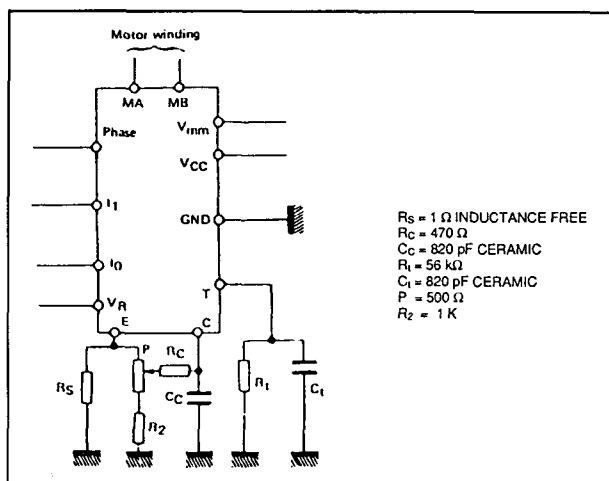 Motor winding
MA MB
Phase
Vmm
VCC
I1
GND
I0
T
VR
E C
P
RC
RS
CC
Rt
Ct
R2
RS = 1 Ω INDUCTANCE FREE
RC = 470 Ω
CC = 820 pF CERAMIC
Rt = 56 kΩ
Ct = 820 pF CERAMIC
P = 500 Ω
R2 = 1 K